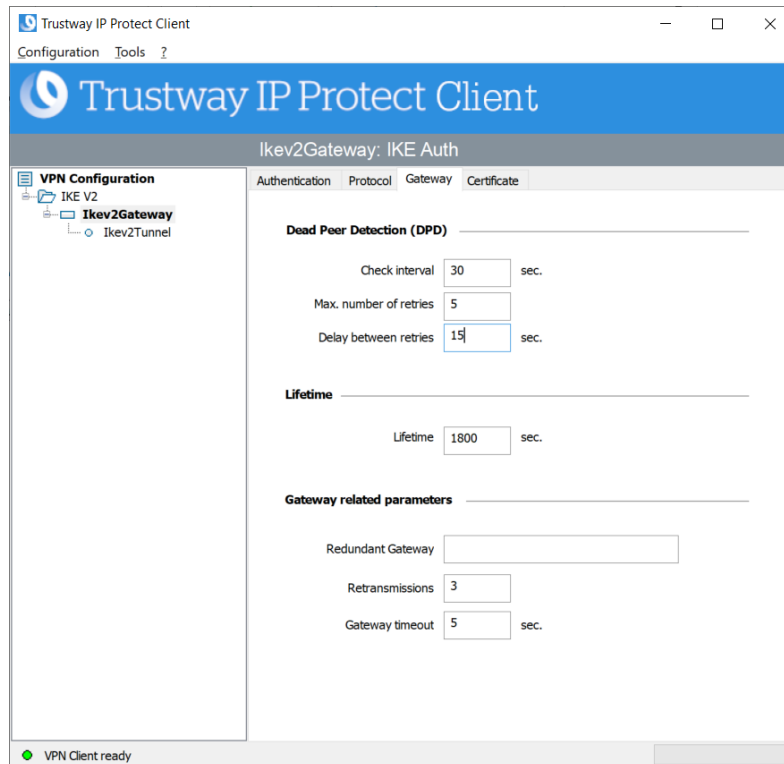 Trustway IP Protect Client
Configuration Tools ?
Trustway IP Protect Client
Ikev2Gateway: IKE Auth
VPN Configuration
IKE V2
Ikev2Gateway
Ikev2Tunnel
Authentication Protocol Gateway Certificate
Dead Peer Detection (DPD)
Check interval 30 sec.
Max. number of retries 5
Delay between retries 15 sec.
Lifetime
Lifetime 1800 sec.
Gateway related parameters
Redundant Gateway
Retransmissions 3
Gateway timeout 5 sec.
VPN Client ready